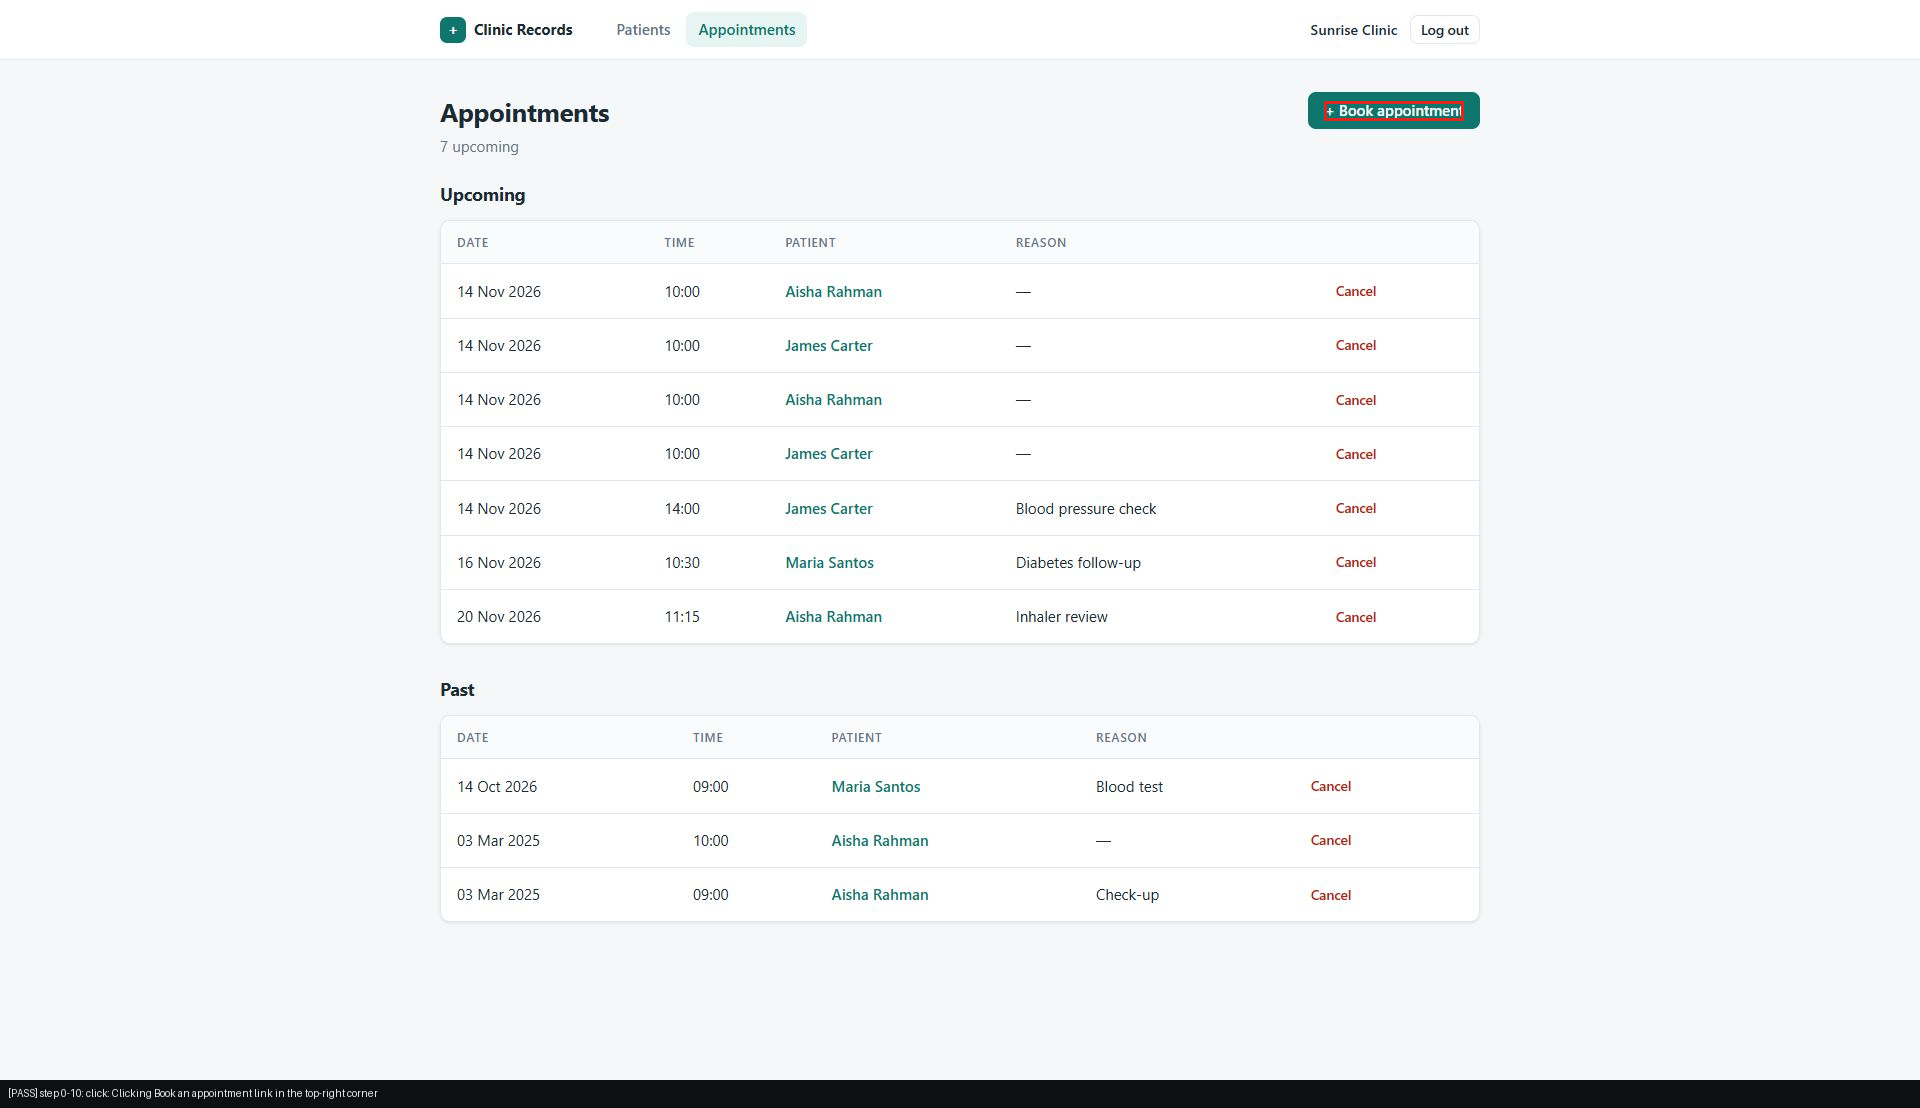 + Clinic Records Patients Appointments Sunrise Clinic Log out
Appointments
+ Book appointment
7 upcoming
Upcoming
DATE TIME PATIENT REASON
14 Nov 2026 10:00 Aisha Rahman — Cancel
14 Nov 2026 10:00 James Carter — Cancel
14 Nov 2026 10:00 Aisha Rahman — Cancel
14 Nov 2026 10:00 James Carter — Cancel
14 Nov 2026 14:00 James Carter Blood pressure check Cancel
16 Nov 2026 10:30 Maria Santos Diabetes follow-up Cancel
20 Nov 2026 11:15 Aisha Rahman Inhaler review Cancel
Past
DATE TIME PATIENT REASON
14 Oct 2026 09:00 Maria Santos Blood test Cancel
03 Mar 2025 10:00 Aisha Rahman — Cancel
03 Mar 2025 09:00 Aisha Rahman Check-up Cancel
[PASS] step 0-10: click: Clicking Book an appointment link in the top-right corner